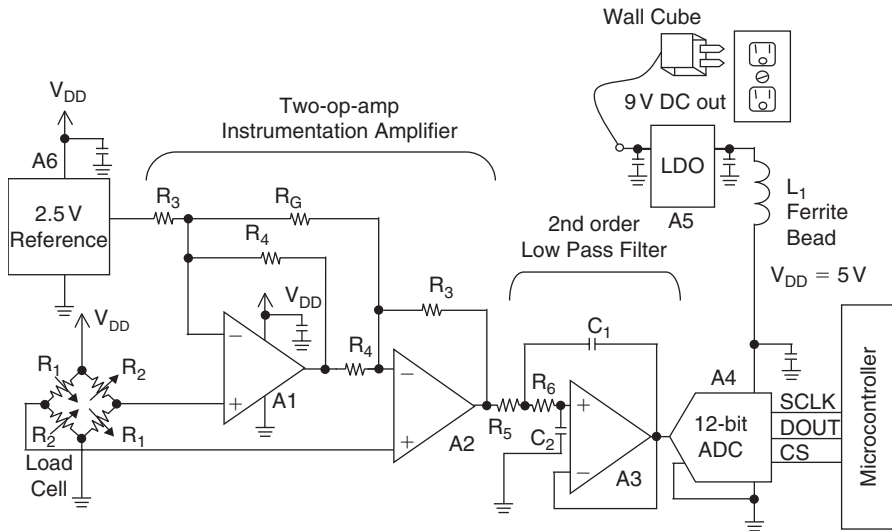 Wall Cube
9 V DC out
V_DD
Two-op-amp
Instrumentation Amplifier
A6
LDO
A5
L_1
Ferrite
Bead
2.5 V
Reference
R_3
R_G
R_4
2nd order
Low Pass Filter
V_DD = 5 V
V_DD
V_DD
R_3
C_1
R_1
R_2
R_4
R_6
A4
−
+
A1
−
+
A2
R_5
C_2
+
−
A3
12-bit
ADC
SCLK
DOUT
CS
Microcontroller
R_2
R_1
Load
Cell